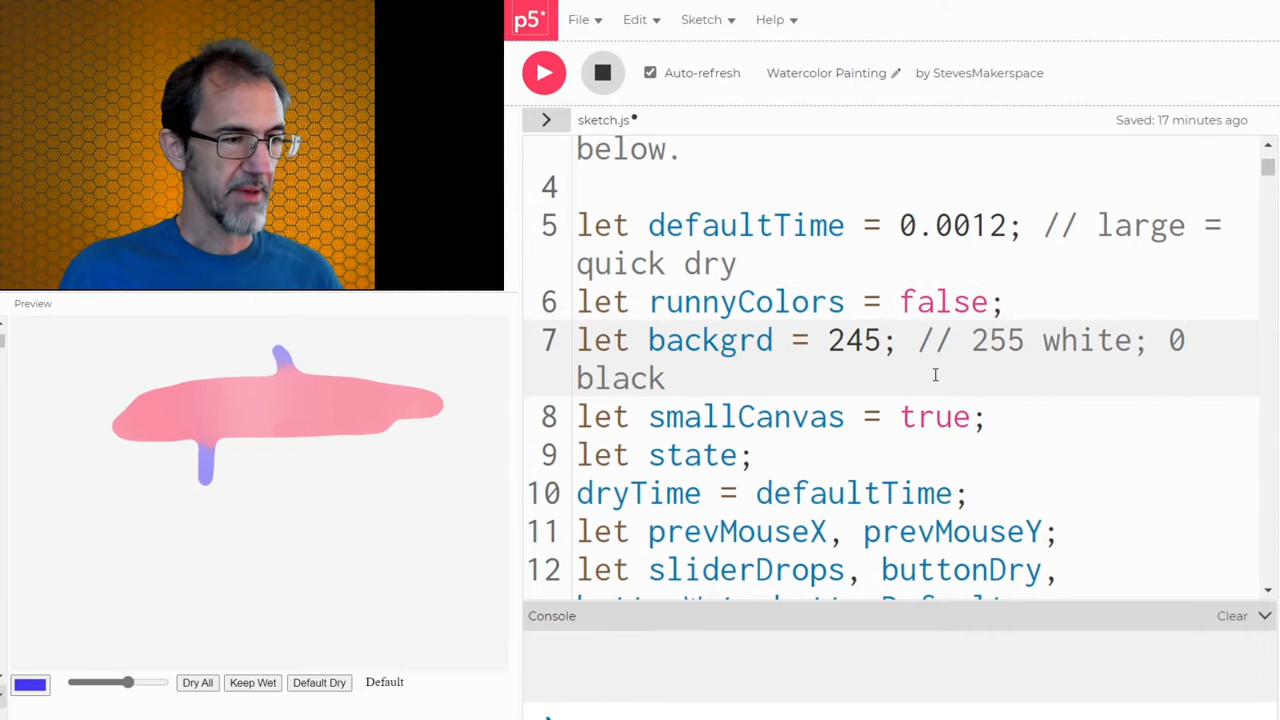 p5*
File
Edit
Sketch
Help
Auto-refresh
Watercolor Painting
by StevesMakerspace
sketch.js
Saved: 17 minutes ago
below.
4
5 let defaultTime = 0.0012; // large =
quick dry
6 let runnyColors = false;
7 let backgrd = 245; // 255 white; 0
black
8 let smallCanvas = true;
9 let state;
10 dryTime = defaultTime;
11 let prevMouseX, prevMouseY;
12 let sliderDrops, buttonDry,
Console
Clear
Preview
Dry All
Keep Wet
Default Dry
Default